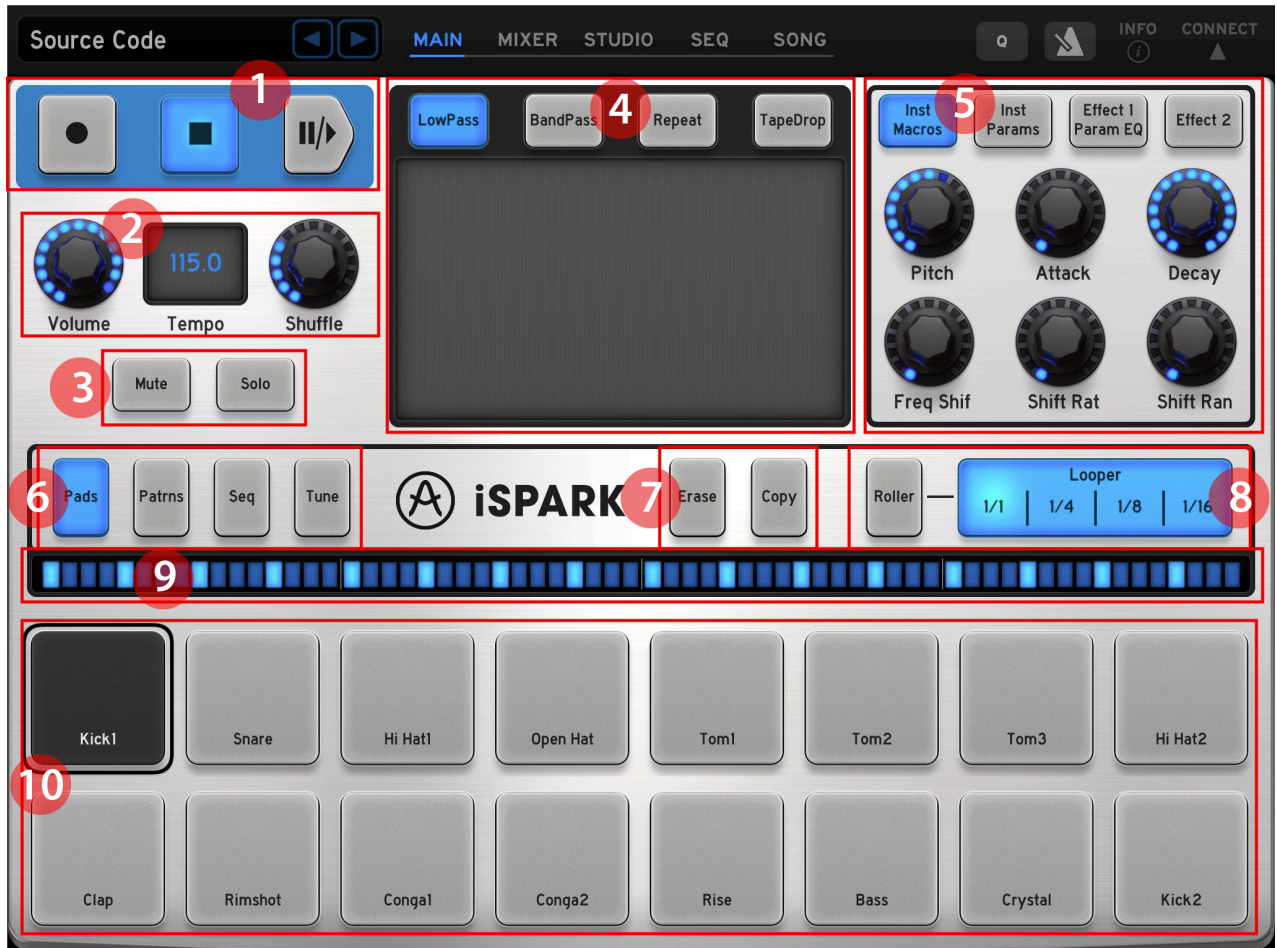 Source Code
MAIN MIXER STUDIO SEQ SONG
Q
INFO
i
CONNECT
1
4
5
LowPass BandPass Repeat TapeDrop
Inst
Macros
Inst
Params
Effect 1
Param EQ
Effect 2
2
115.0
Volume Tempo Shuffle
Pitch Attack Decay
3
Mute Solo
Freq Shif Shift Rat Shift Ran
6
Pads Patrns Seq Tune
iSPARK
7
Erase Copy
Roller
Looper
1/1 1/4 1/8 1/16
8
9
Kick1 Snare Hi Hat1 Open Hat Tom1 Tom2 Tom3 Hi Hat2
10
Clap Rimshot Conga1 Conga2 Rise Bass Crystal Kick2